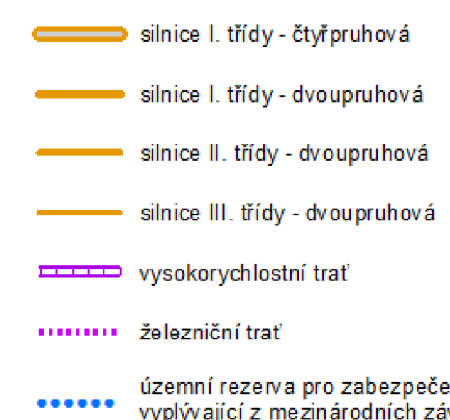 silnice I. třídy - čtyřpruhová
silnice I. třídy - dvoupruhová
silnice II. třídy - dvoupruhová
silnice III. třídy - dvoupruhová
vysokorychlostní trať
železniční trať
územní rezerva pro zabezpeče
vyplývající z mezinárodních záv